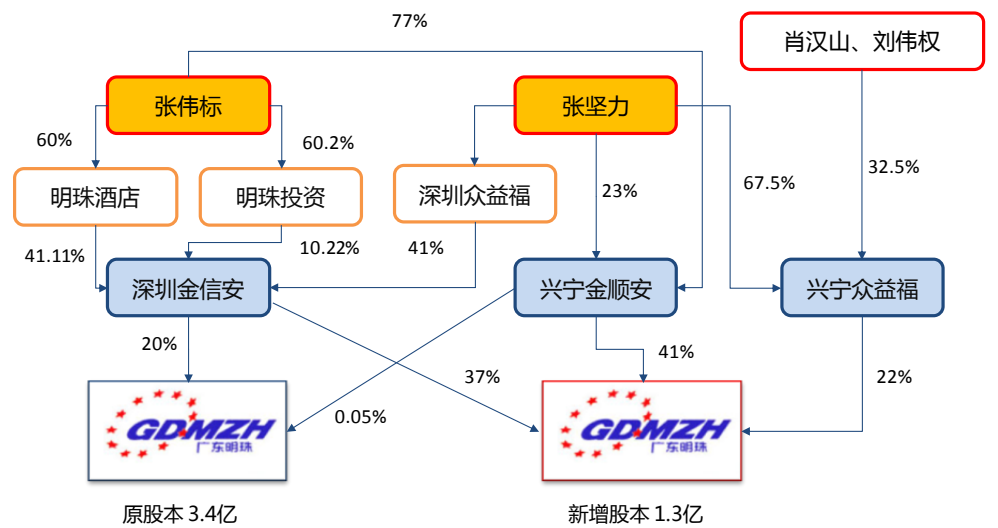 77%
肖汉山、刘伟权
张伟标
张坚力
60%
60.2%
明珠酒店
明珠投资
深圳众益福
23%
67.5%
32.5%
41.11%
10.22%
41%
深圳金信安
兴宁金顺安
兴宁众益福
20%
37%
41%
22%
0.05%
GDMZH
广东明珠
GDMZH
广东明珠
原股本 3.4亿
新增股本 1.3亿